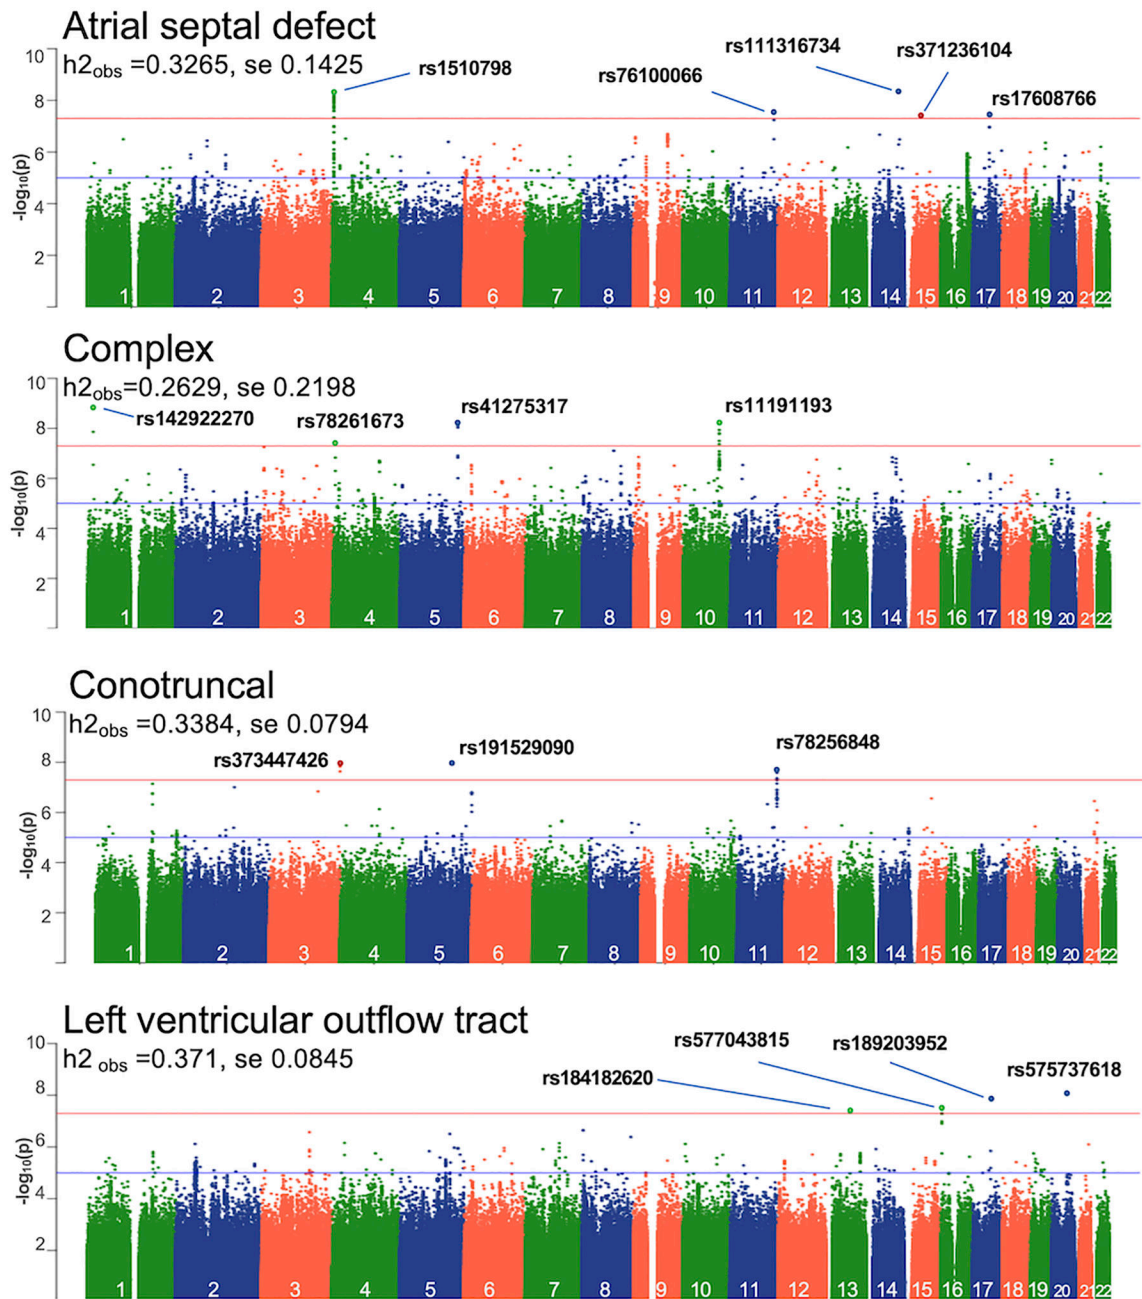 Atrial septal defect
h2obs =0.3265, se 0.1425
rs1510798
rs76100066
rs111316734
rs371236104
rs17608766
-log10(p)
10
8
6
4
2
1 2 3 4 5 6 7 8 9 10 11 12 13 14 15 16 17 18 19 20 21 22
Complex
h2obs=0.2629, se 0.2198
rs142922270
rs78261673
rs41275317
rs11191193
-log10(p)
10
8
6
4
2
1 2 3 4 5 6 7 8 9 10 11 12 13 14 15 16 17 18 19 20 21 22
Conotruncal
h2obs =0.3384, se 0.0794
rs373447426
rs191529090
rs78256848
-log10(p)
10
8
6
4
2
1 2 3 4 5 6 7 8 9 10 11 12 13 14 15 16 17 18 19 20 21 22
Left ventricular outflow tract
h2 obs =0.371, se 0.0845
rs184182620
rs577043815
rs189203952
rs575737618
-log10(p)
10
8
6
4
2
1 2 3 4 5 6 7 8 9 10 11 12 13 14 15 16 17 18 19 20 21 22